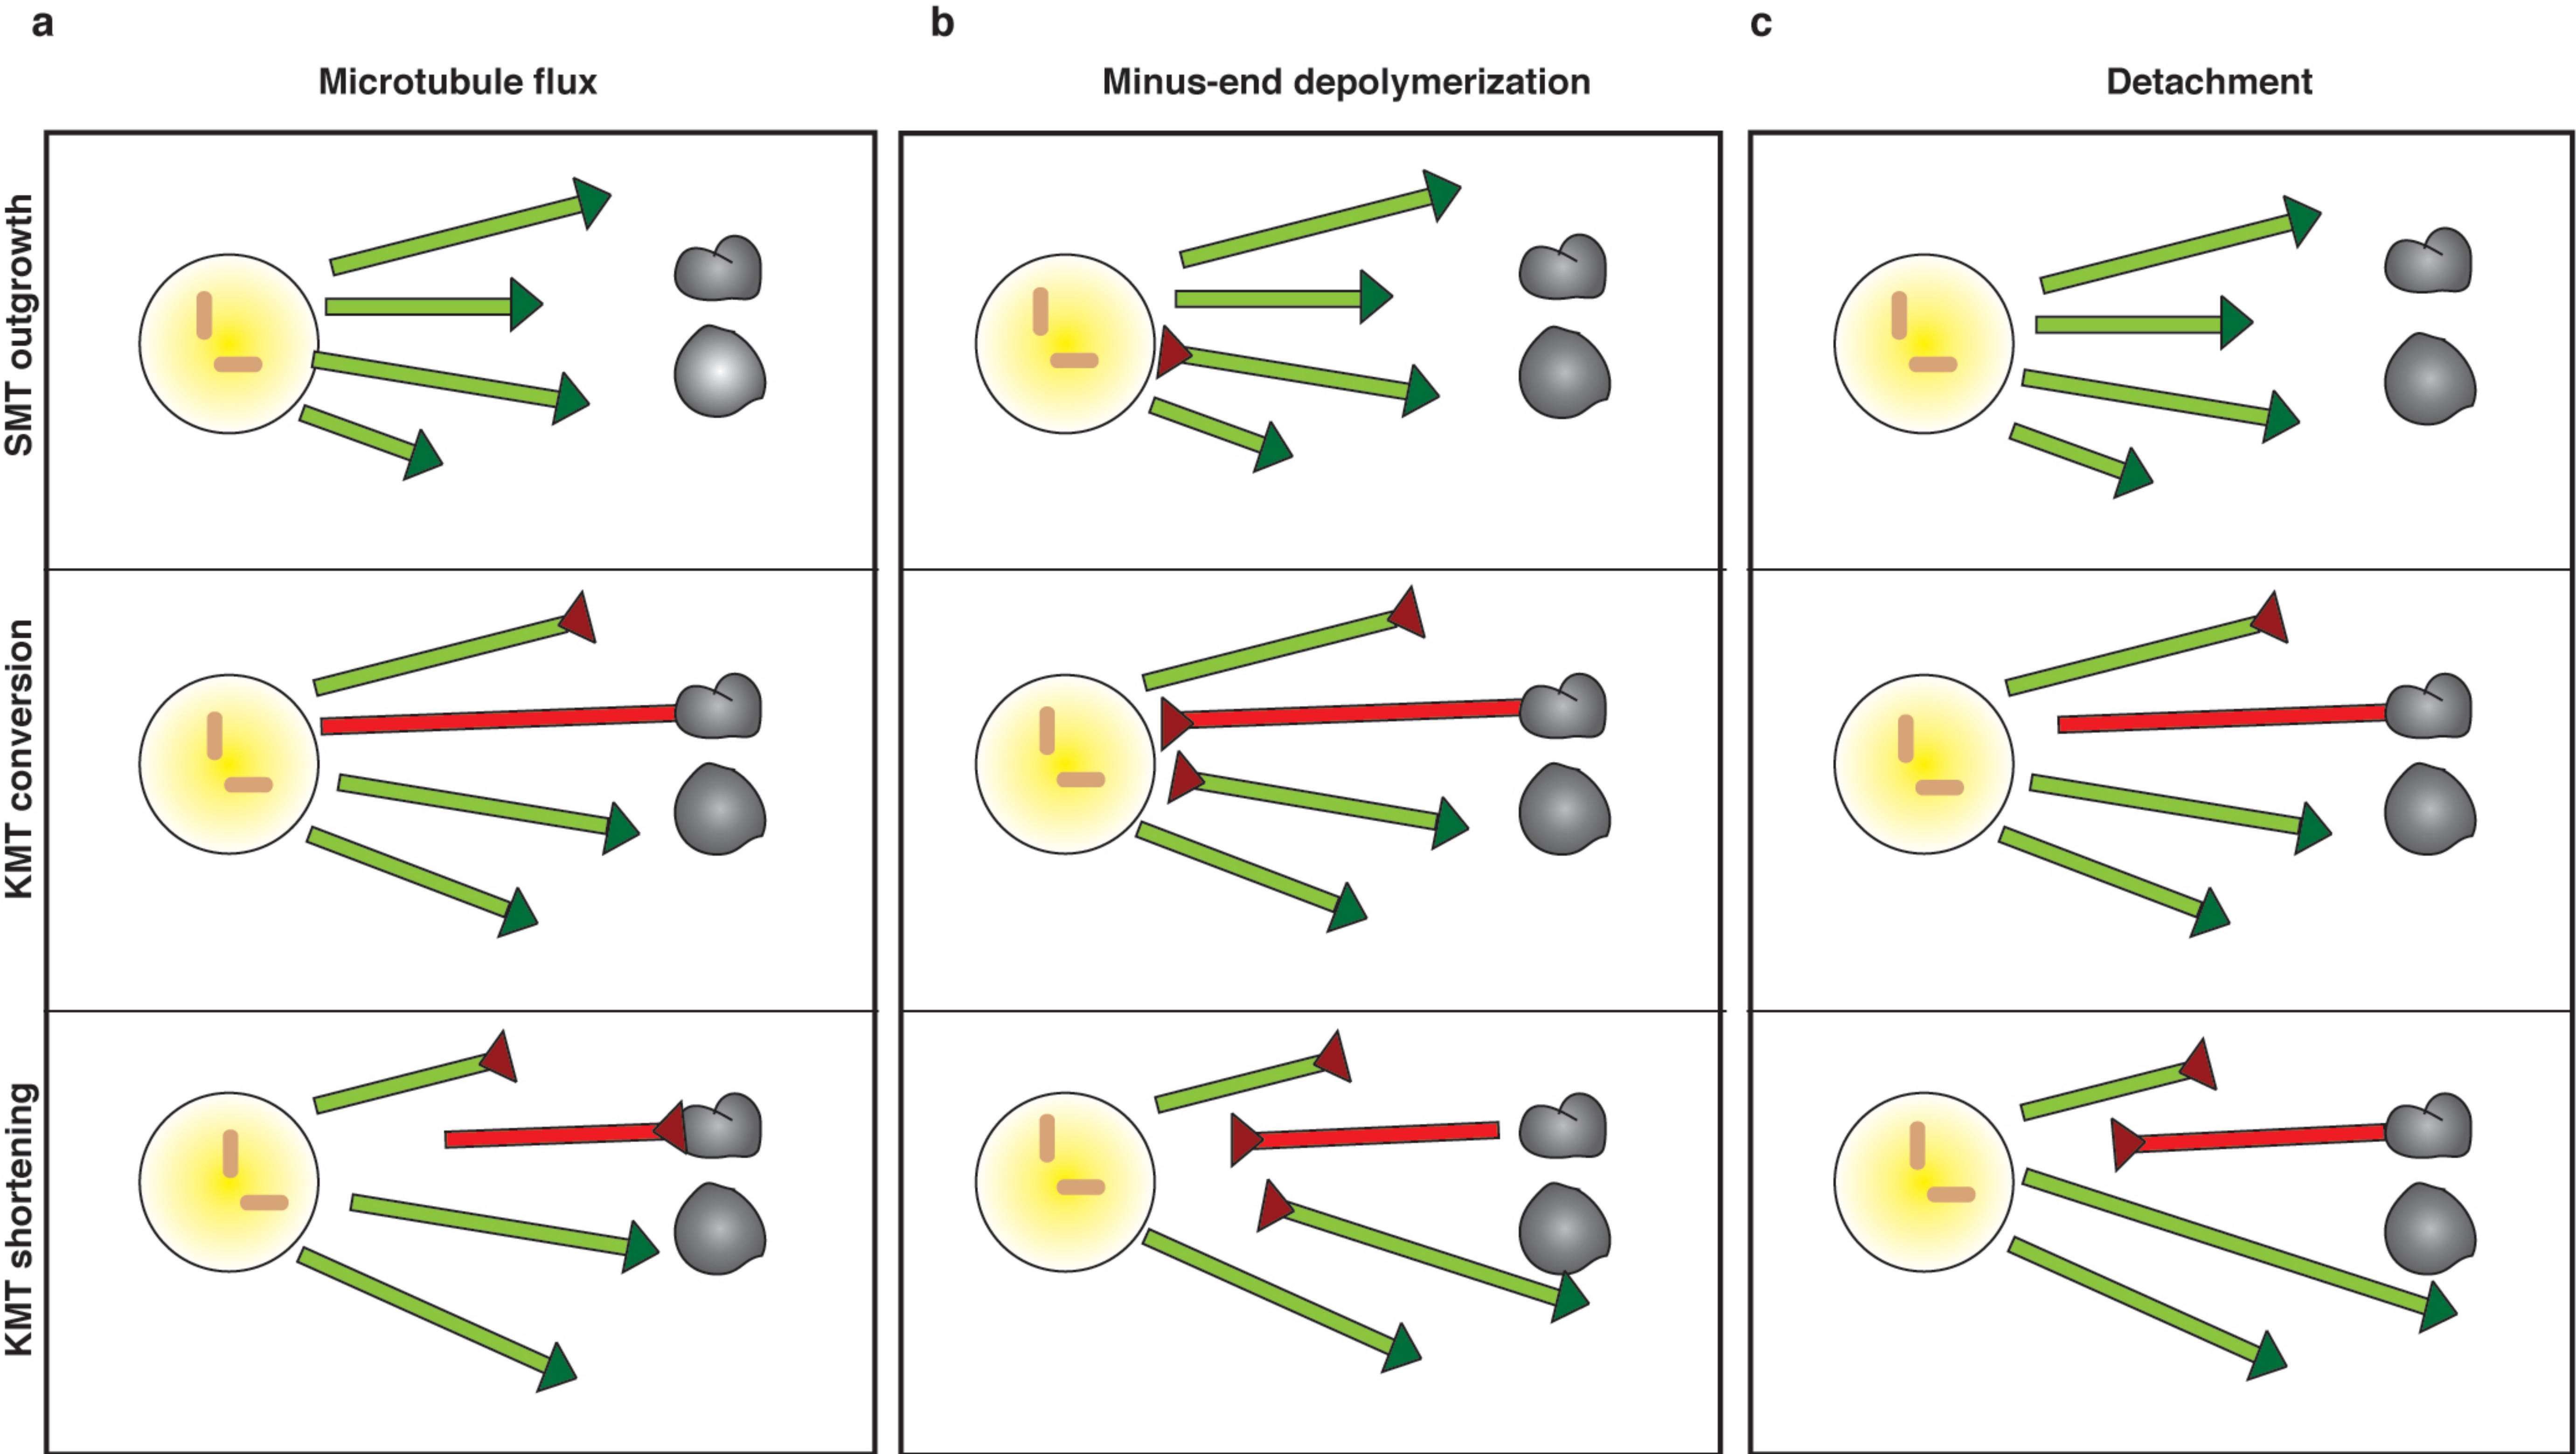 a
b
c
Microtubule flux
Minus-end depolymerization
Detachment
SMT outgrowth
KMT conversion
KMT shortening